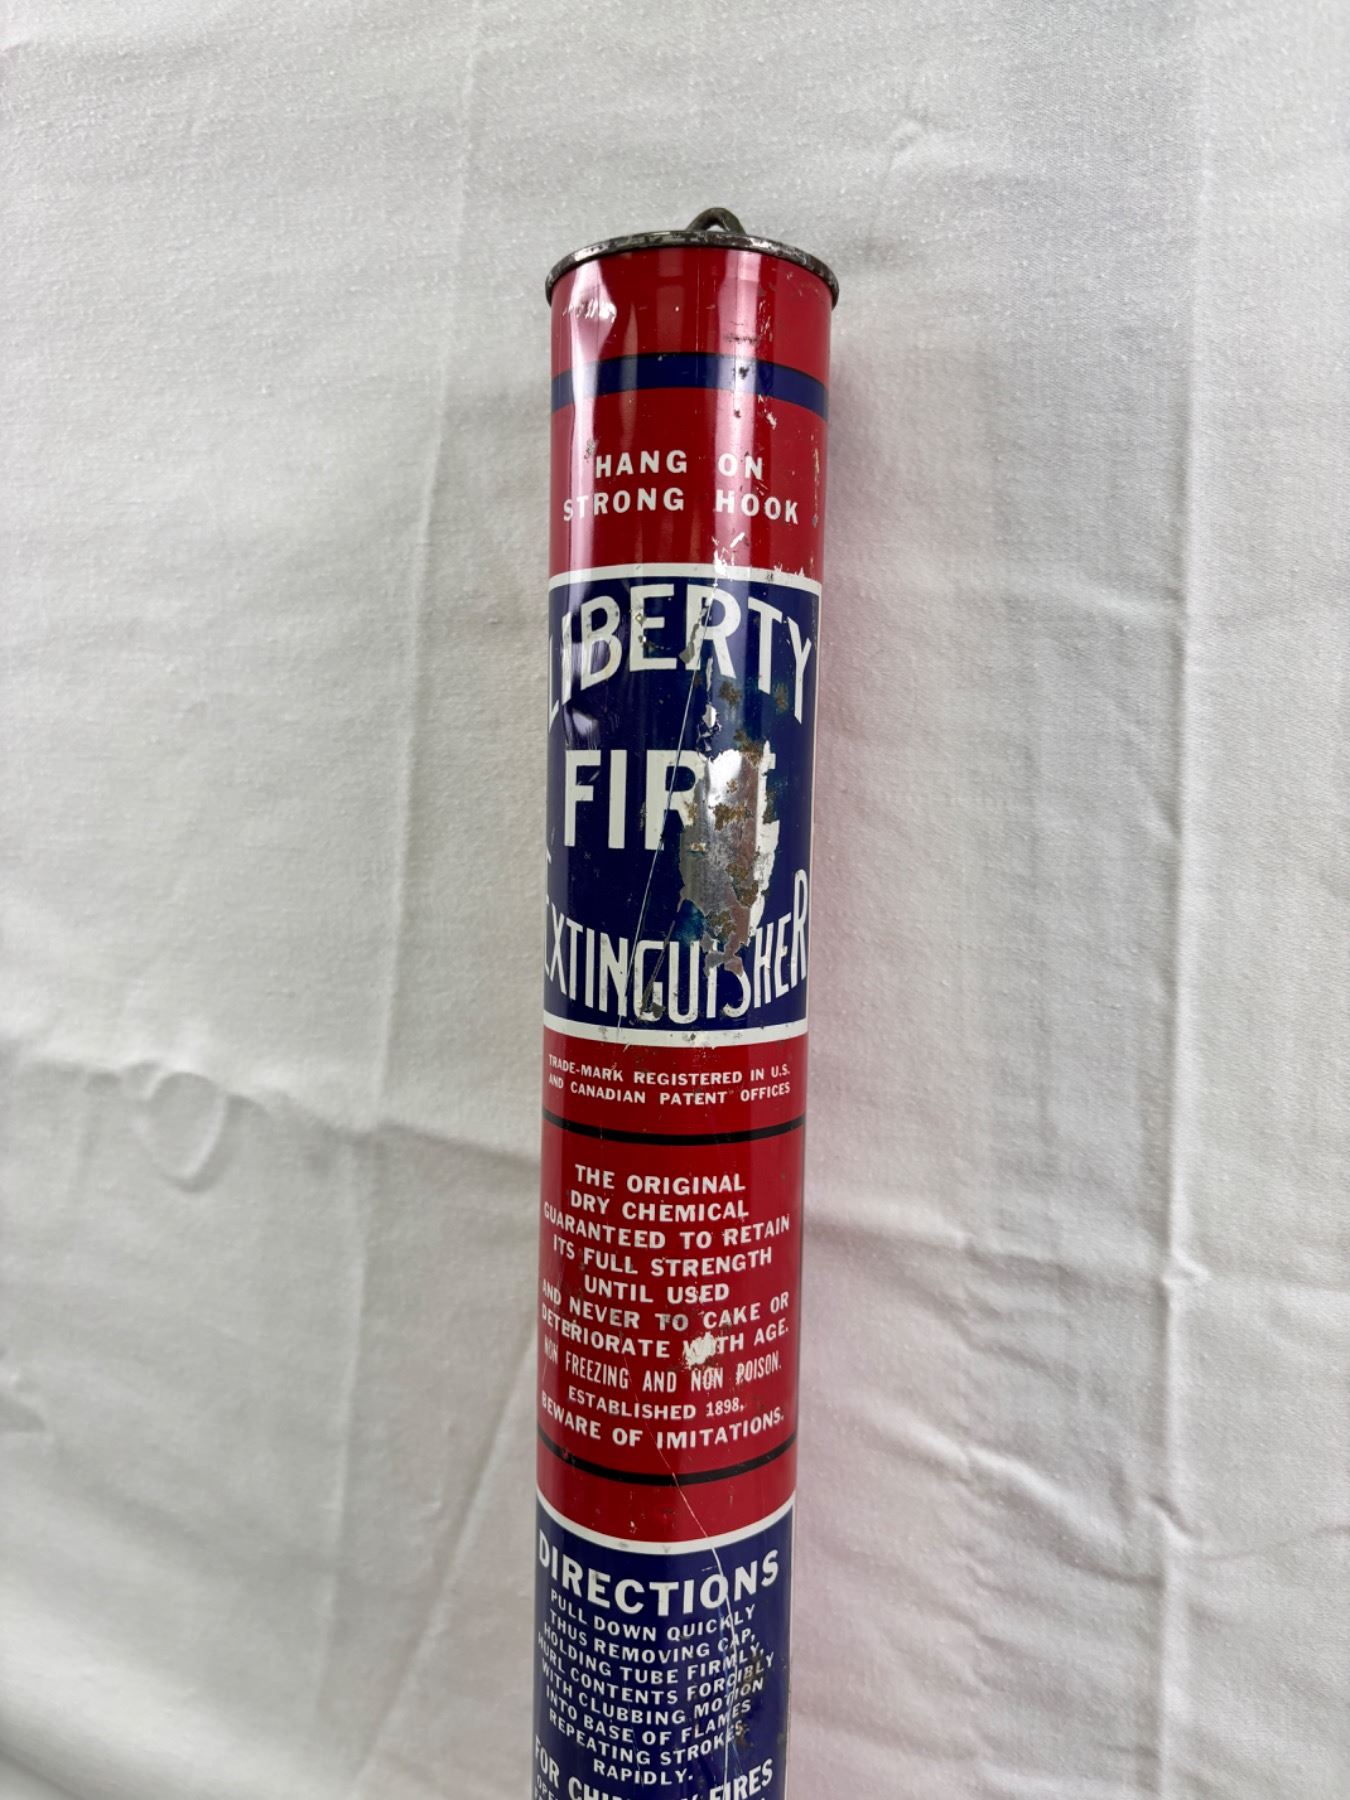 HANG ON
STRONG HOOK
LIBERTY
FIRE
EXTINGUISHER
TRADE-MARK REGISTERED IN U.S.
AND CANADIAN PATENT OFFICES
THE ORIGINAL
DRY CHEMICAL
GUARANTEED TO RETAIN
ITS FULL STRENGTH
UNTIL USED
AND NEVER TO CAKE OR
DETERIORATE WITH AGE.
NON FREEZING AND NON POISON.
ESTABLISHED 1898.
BEWARE OF IMITATIONS.
DIRECTIONS
PULL DOWN QUICKLY
THUS REMOVING CAP,
HOLDING TUBE FIRMLY,
HURL CONTENTS FORCIBLY
WITH CLUBBING MOTION
INTO BASE OF FLAMES
REPEATING STROKES
RAPIDLY.
FOR CHIMNEY FIRES